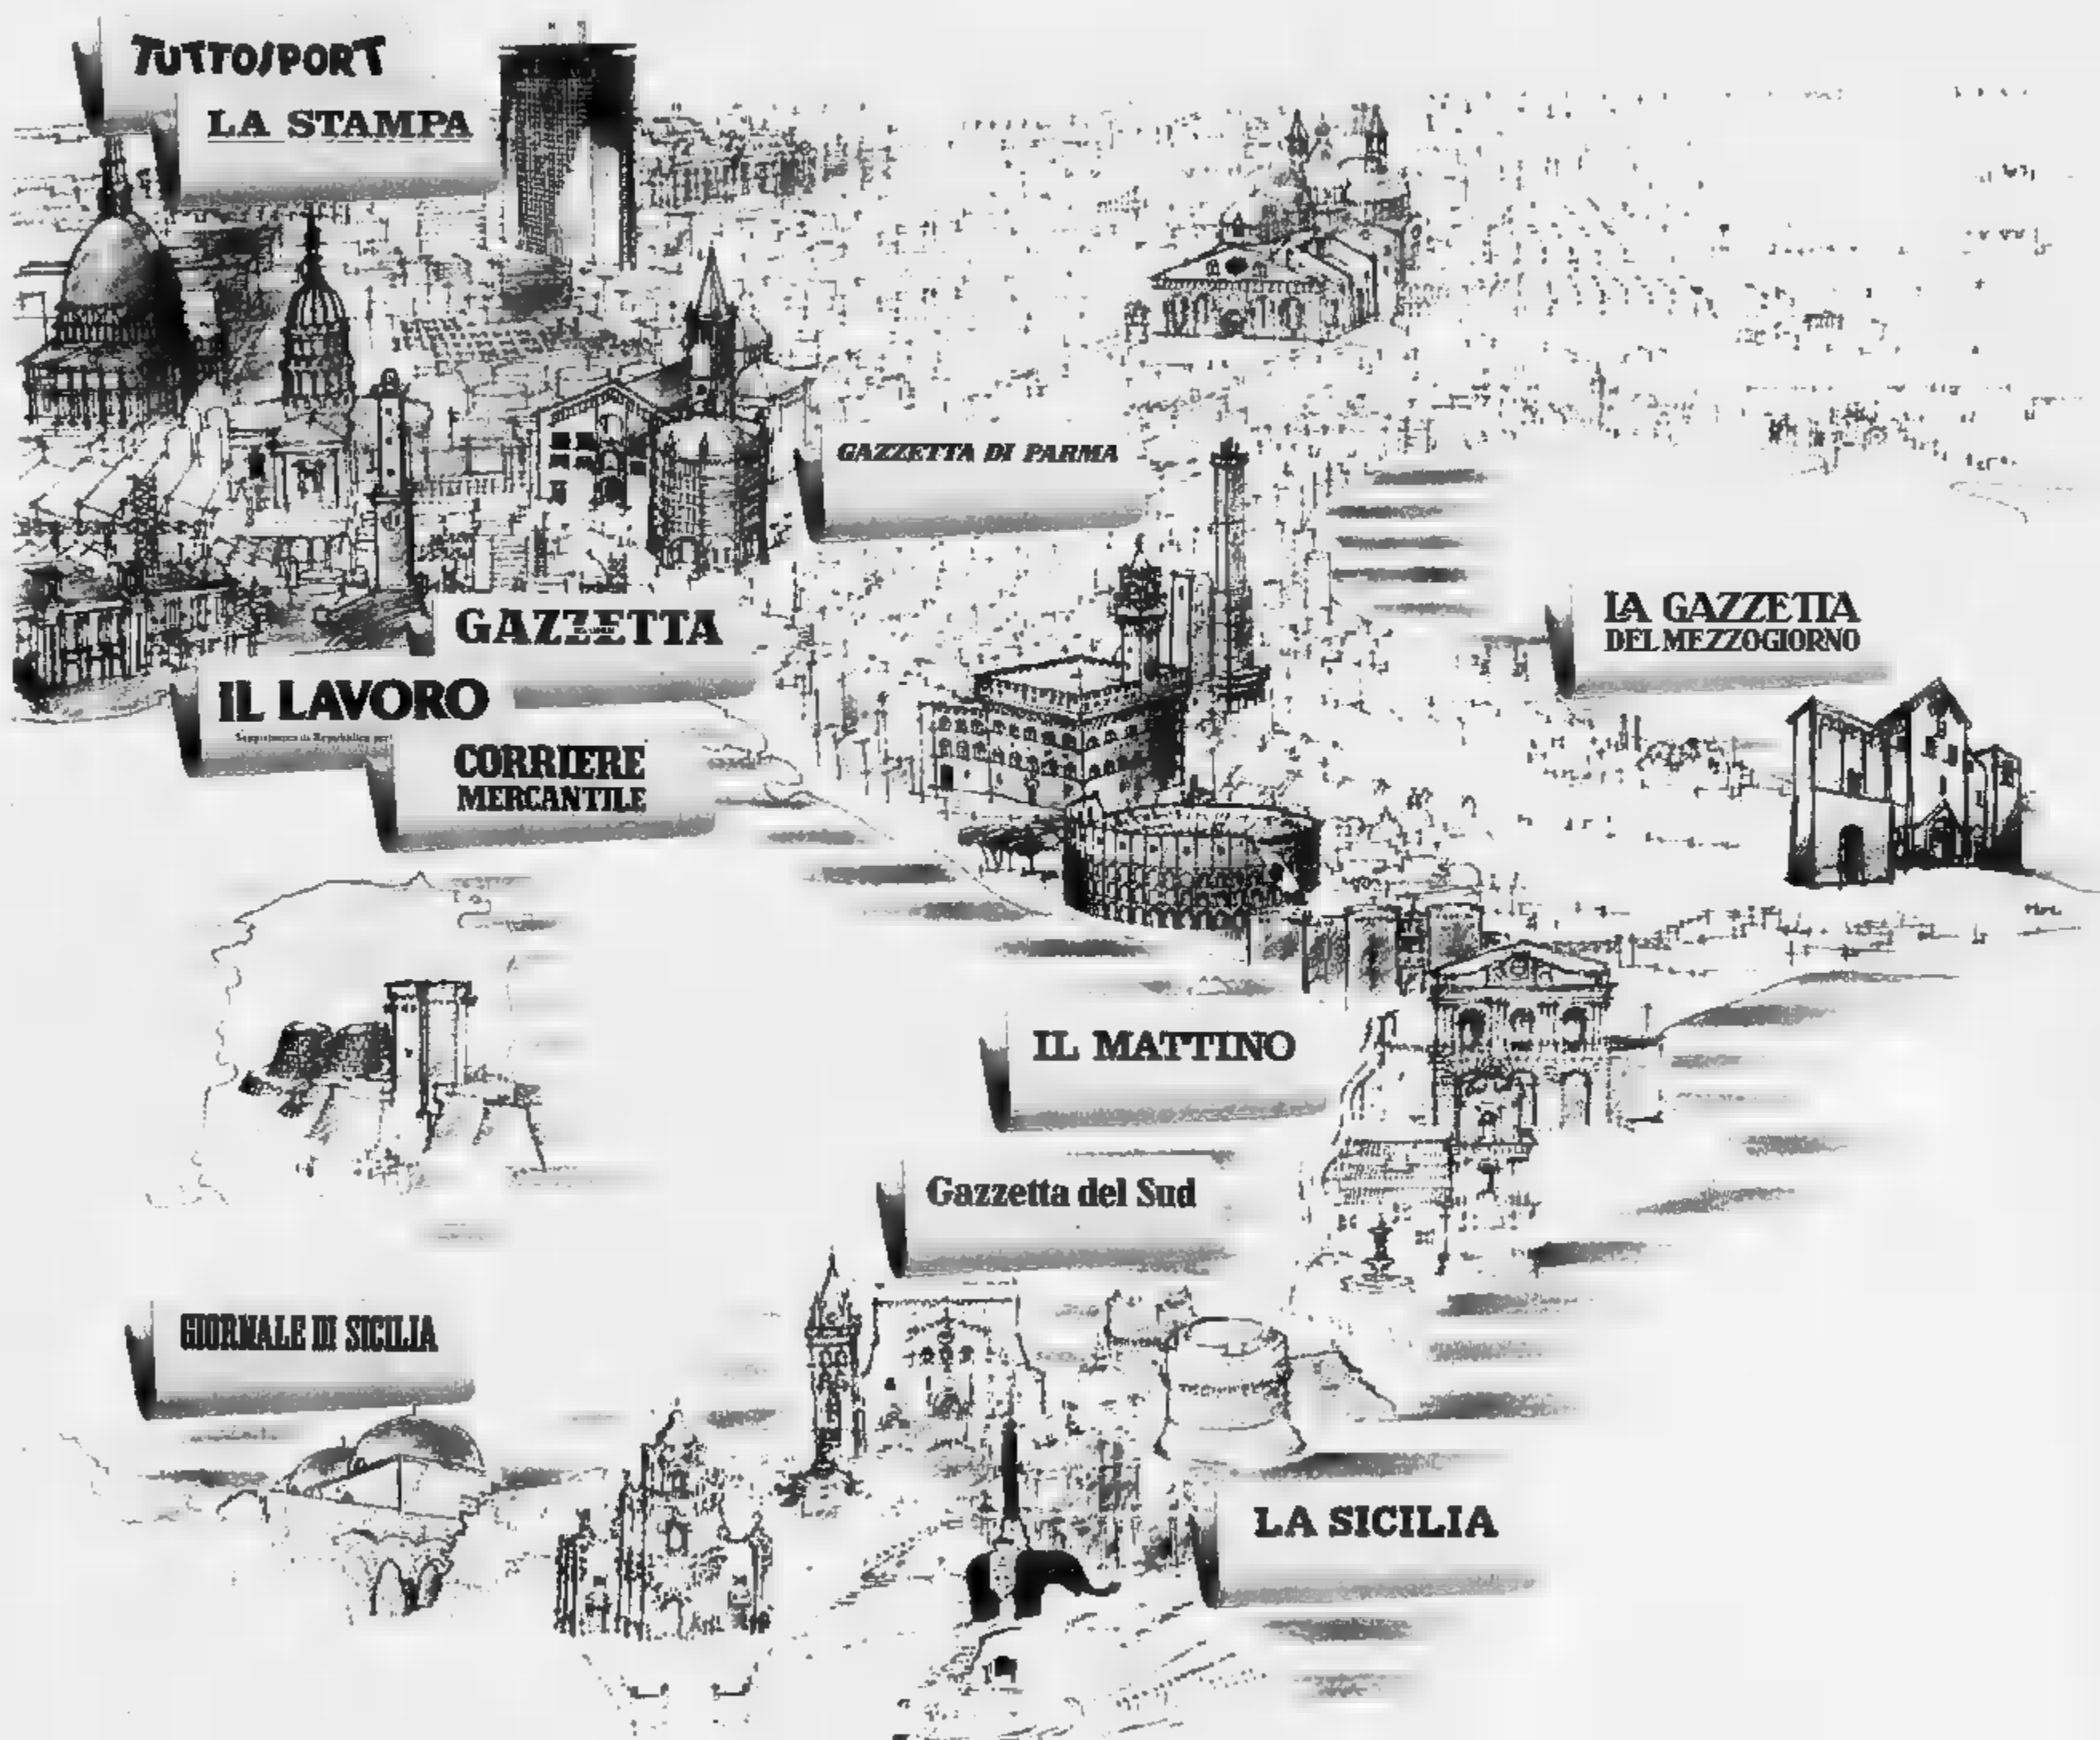 TUTTOSPORT
LA STAMPA
GAZZETTA DI PARMA
GAZZETTA
LA GAZZETTA
DEL MEZZOGIORNO
IL LAVORO
CORRIERE
MERCANTILE
IL MATTINO
Gazzetta del Sud
GIORNALE DI SICILIA
LA SICILIA